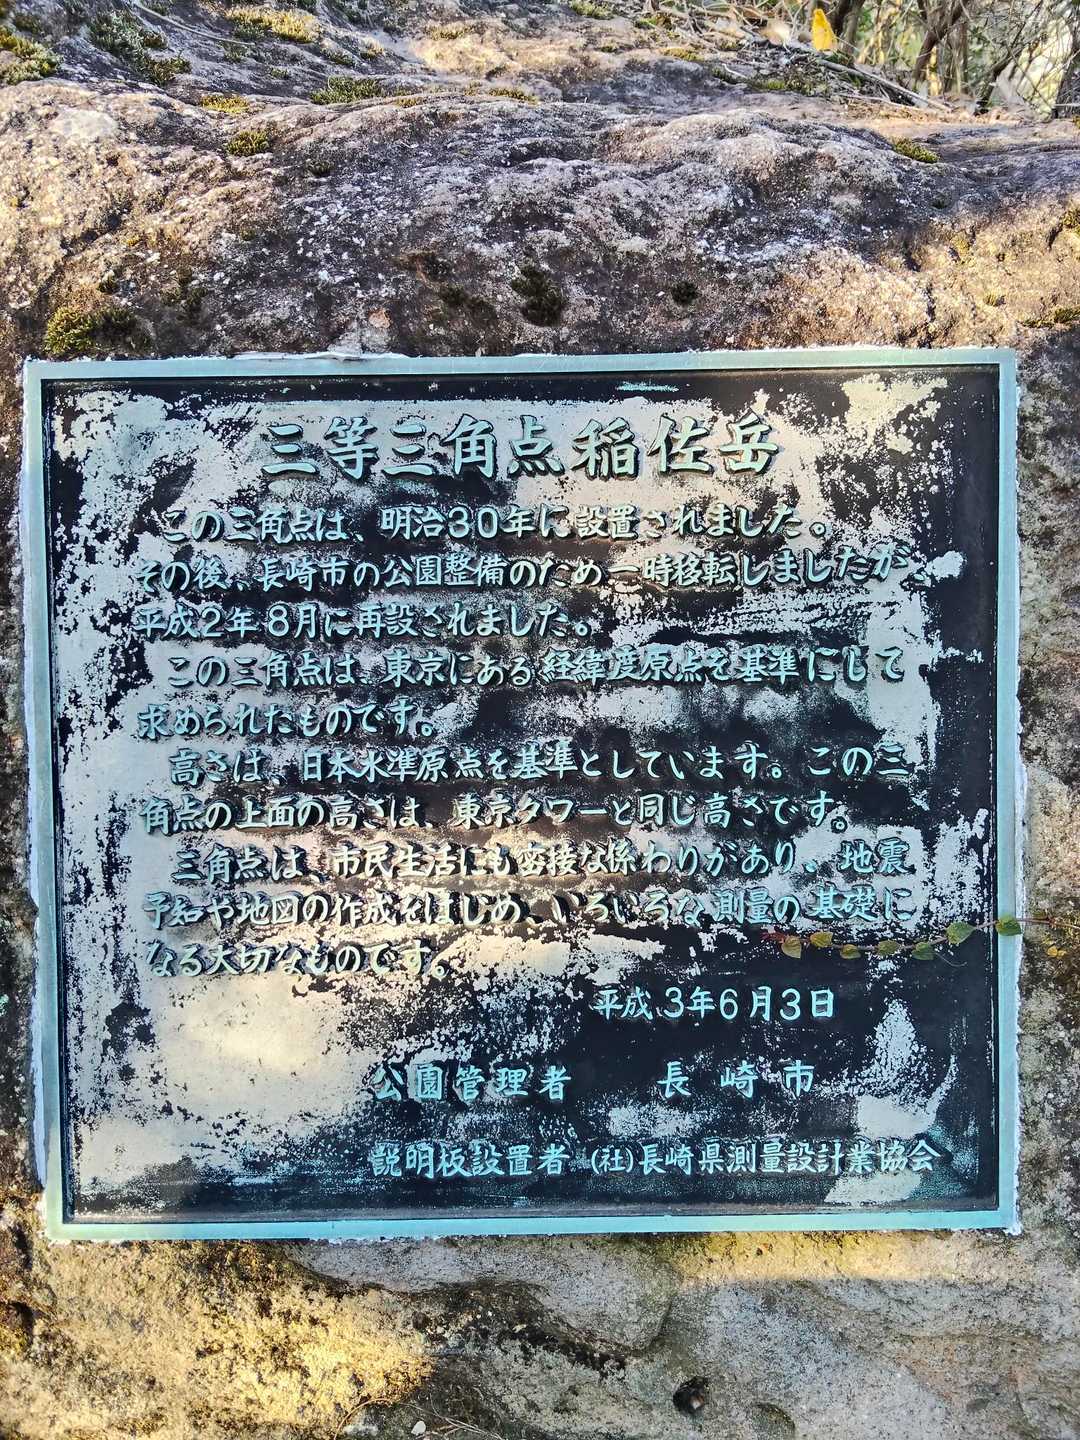 三等三角点稲佐岳
この三角点は、明治30年に設置されました。
その後、長崎市の公園整備のため一時移転しましたが、
平成2年8月に再設されました。
この三角点は、東京にある経緯度原点を基準にして
求められたものです。
高さは、日本水準原点を基準としています。この三
角点の上面の高さは、東京タワーと同じ高さです。
三角点は、市民生活にも密接な係わりがあり、地震
予知や地図の作成をはじめ、いろいろな測量の基礎に
なる大切なものです。
平成3年6月3日
公園管理者 長崎市
説明板設置者 (社)長崎県測量設計業協会